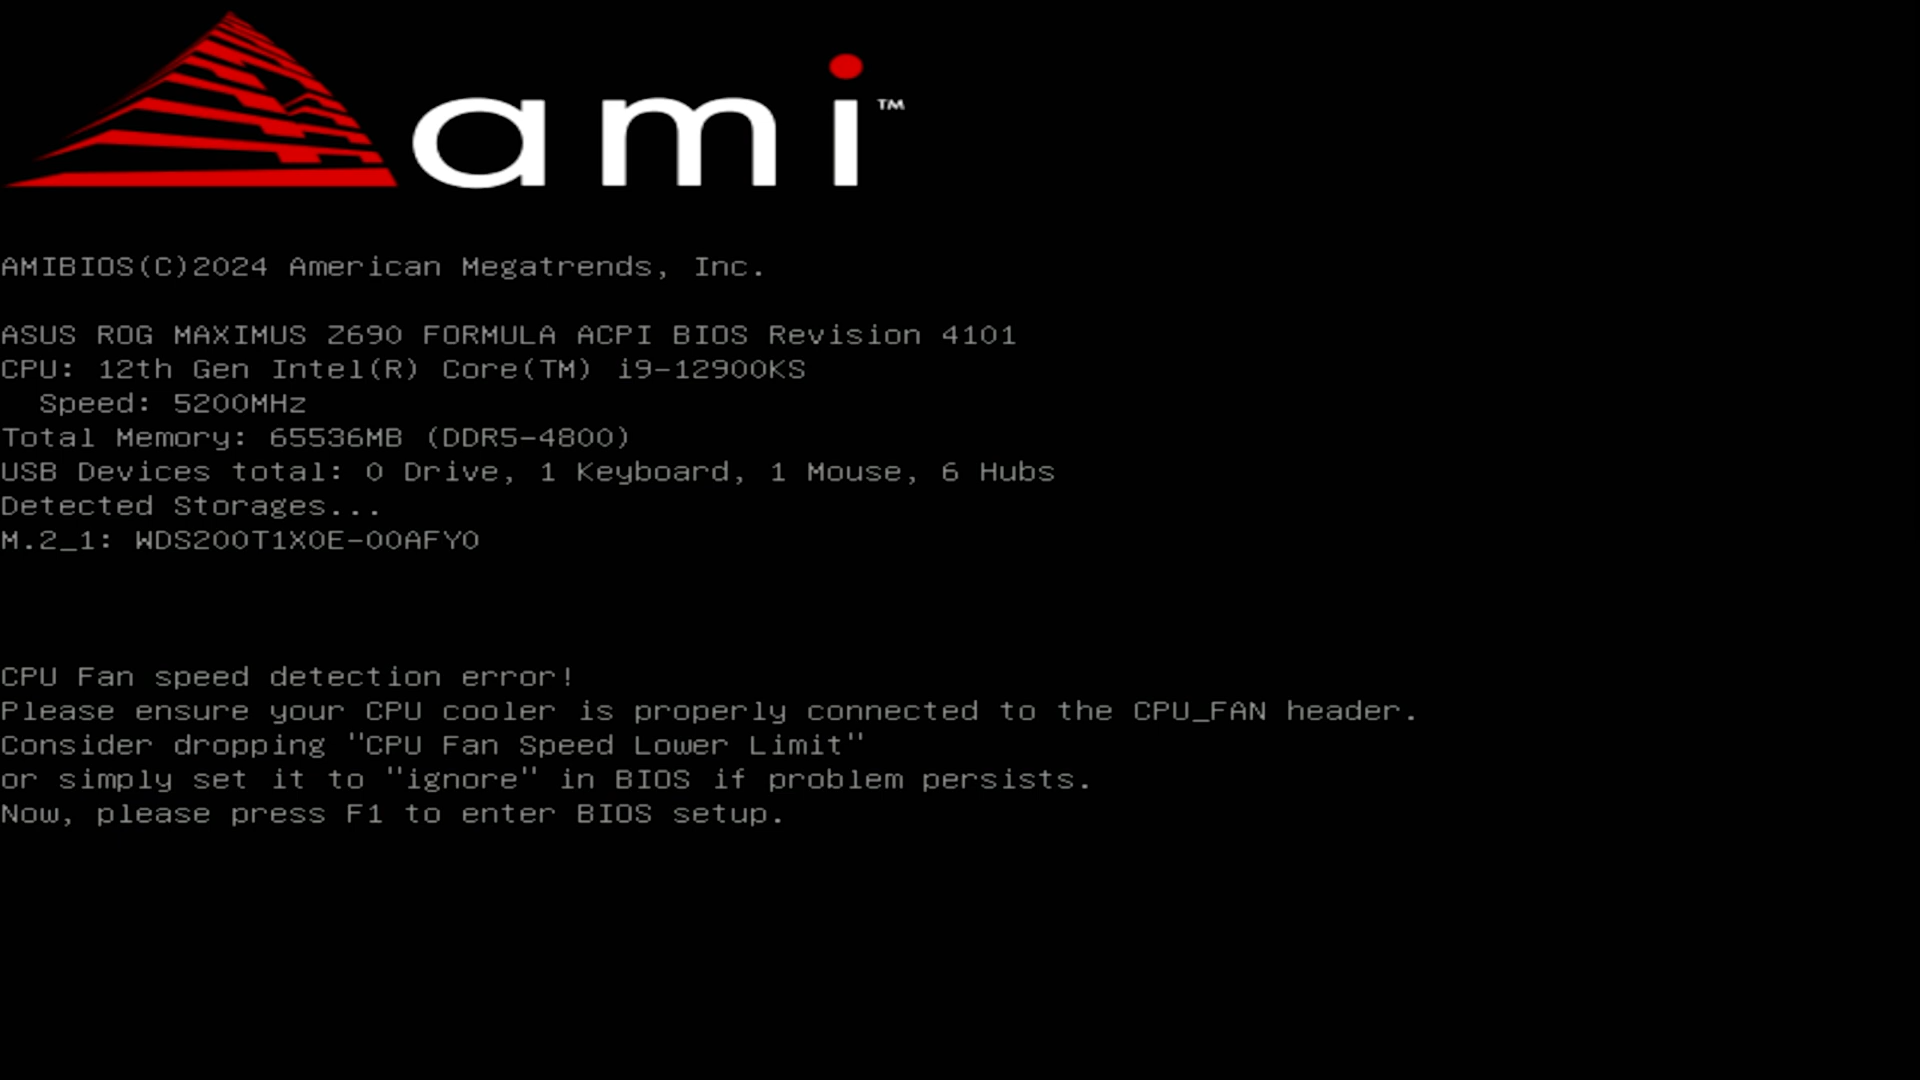 ami™
AMIBIOS(C)2024 American Megatrends, Inc.
ASUS ROG MAXIMUS Z690 FORMULA ACPI BIOS Revision 4101
CPU: 12th Gen Intel(R) Core(TM) i9-12900KS
Speed: 5200MHz
Total Memory: 65536MB (DDR5-4800)
USB Devices total: 0 Drive, 1 Keyboard, 1 Mouse, 6 Hubs
Detected Storages...
M.2_1: WDS200T1X0E-00AFY0
CPU Fan speed detection error!
Please ensure your CPU cooler is properly connected to the CPU_FAN header.
Consider dropping "CPU Fan Speed Lower Limit"
or simply set it to "ignore" in BIOS if problem persists.
Now, please press F1 to enter BIOS setup.